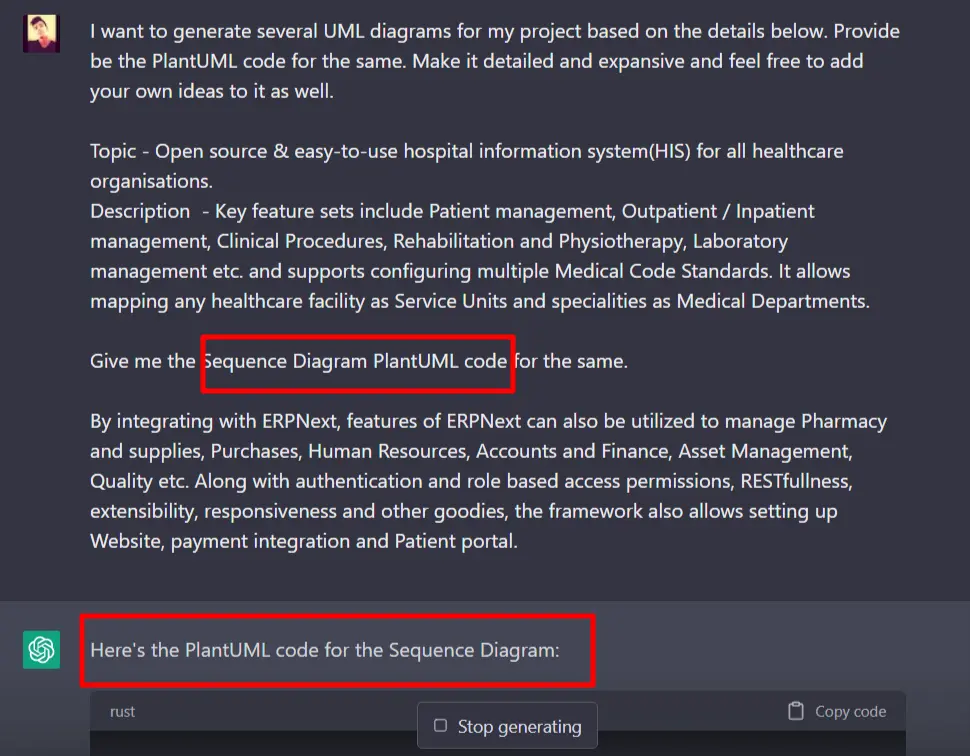 I want to generate several UML diagrams for my project based on the details below. Provide
be the PlantUML code for the same. Make it detailed and expansive and feel free to add
your own ideas to it as well.
Topic - Open source & easy-to-use hospital information system(HIS) for all healthcare
organisations.
Description  - Key feature sets include Patient management, Outpatient / Inpatient
management, Clinical Procedures, Rehabilitation and Physiotherapy, Laboratory
management etc. and supports configuring multiple Medical Code Standards. It allows
mapping any healthcare facility as Service Units and specialities as Medical Departments.
Give me the Sequence Diagram PlantUML code for the same.
By integrating with ERPNext, features of ERPNext can also be utilized to manage Pharmacy
and supplies, Purchases, Human Resources, Accounts and Finance, Asset Management,
Quality etc. Along with authentication and role based access permissions, RESTfullness,
extensibility, responsiveness and other goodies, the framework also allows setting up
Website, payment integration and Patient portal.
Here's the PlantUML code for the Sequence Diagram:
rust
Copy code
Stop generating